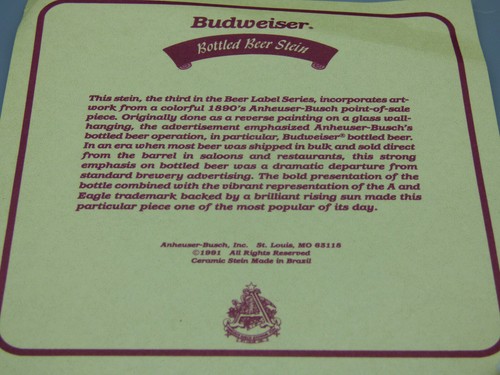 Budweiser.
Bottled Beer Stein
This stein, the third in the Beer Label Series, incorporates art-
work from a colorful 1890's Anheuser-Busch point-of-sale
piece. Originally done as a reverse painting on a glass wall-
hanging, the advertisement emphasized Anheuser-Busch's
bottled beer operation, in particular, Budweiser® bottled beer.
In an era when most beer was shipped in bulk and sold direct
from the barrel in saloons and restaurants, this strong
emphasis on bottled beer was a dramatic departure from
standard brewery advertising. The bold presentation of the
bottle combined with the vibrant representation of the A and
Eagle trademark backed by a brilliant rising sun made this
particular piece one of the most popular of its day.
Anheuser-Busch, Inc. St. Louis, MO 63118
©1991 All Rights Reserved
Ceramic Stein Made in Brazil
A